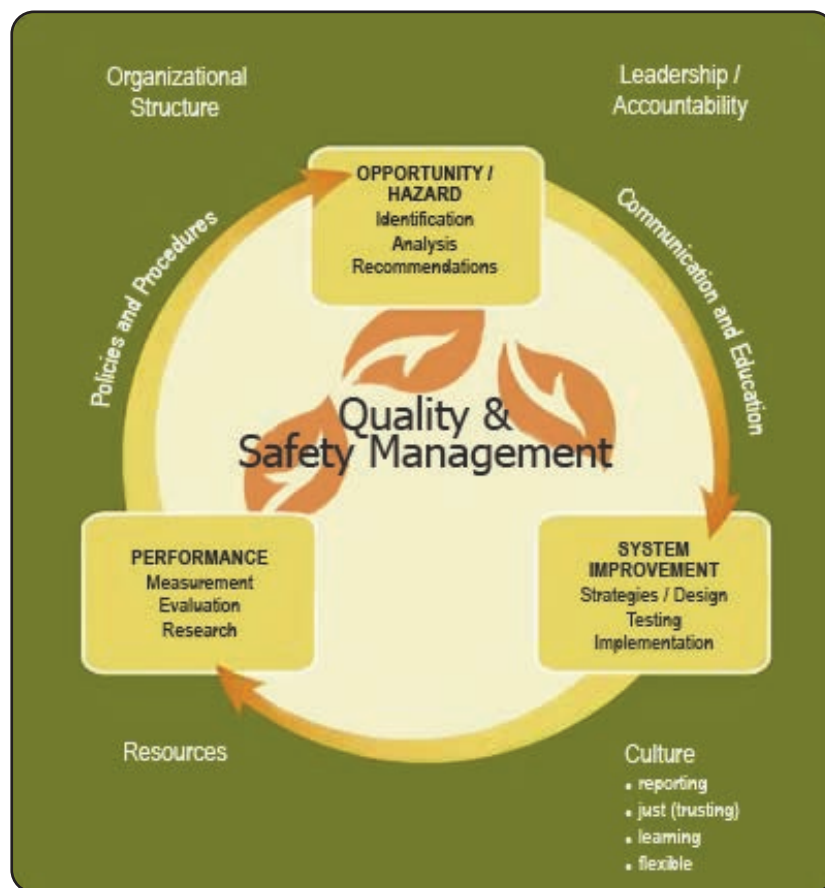 Organizational
Structure
Leadership /
Accountability
OPPORTUNITY /
HAZARD
Identification
Analysis
Recommendations
Policies and Procedures
Communication and Education
Quality &
Safety Management
PERFORMANCE
Measurement
Evaluation
Research
SYSTEM
IMPROVEMENT
Strategies / Design
Testing
Implementation
Resources
Culture
• reporting
• just (trusting)
• learning
• flexible